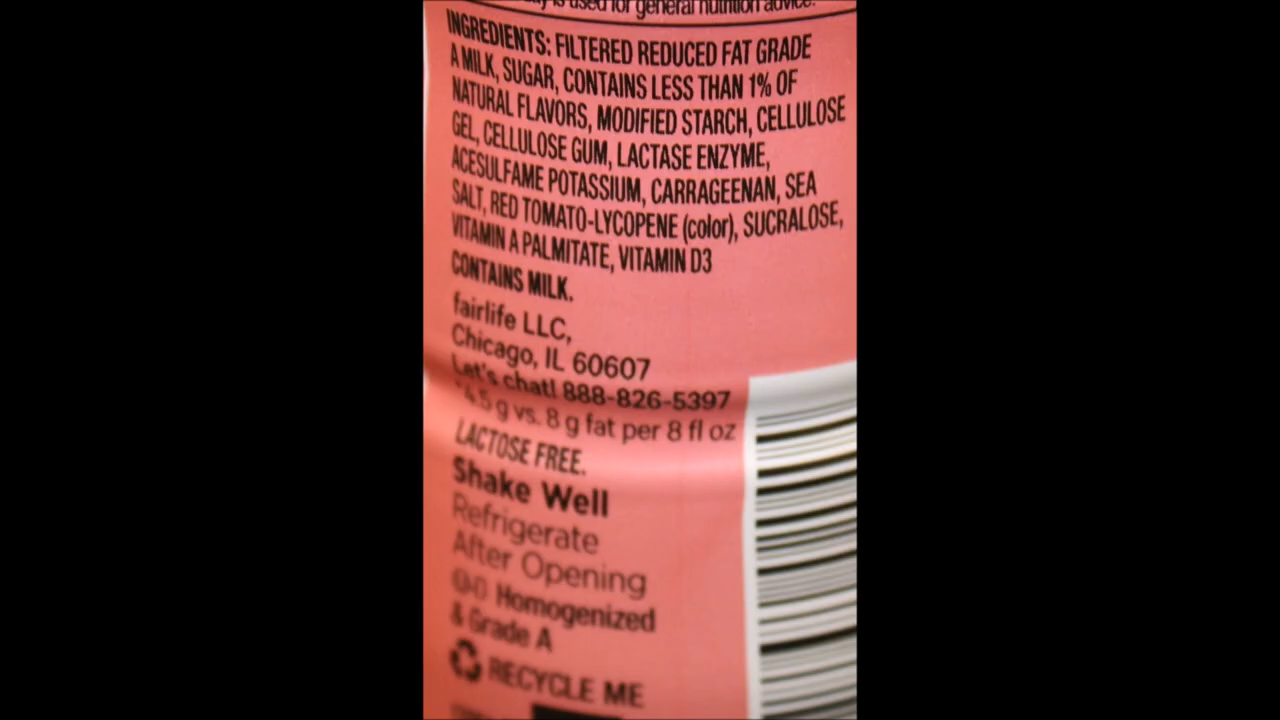 day is used for general nutrition advice.
INGREDIENTS: FILTERED REDUCED FAT GRADE
A MILK, SUGAR, CONTAINS LESS THAN 1% OF
NATURAL FLAVORS, MODIFIED STARCH, CELLULOSE
GEL, CELLULOSE GUM, LACTASE ENZYME,
ACESULFAME POTASSIUM, CARRAGEENAN, SEA
SALT, RED TOMATO-LYCOPENE (color), SUCRALOSE,
VITAMIN A PALMITATE, VITAMIN D3
CONTAINS MILK.
fairlife LLC,
Chicago, IL 60607
Let's chat! 888-826-5397
*4.5 g vs. 8 g fat per 8 fl oz
LACTOSE FREE.
Shake Well
Refrigerate
After Opening
Homogenized
& Grade A
RECYCLE ME